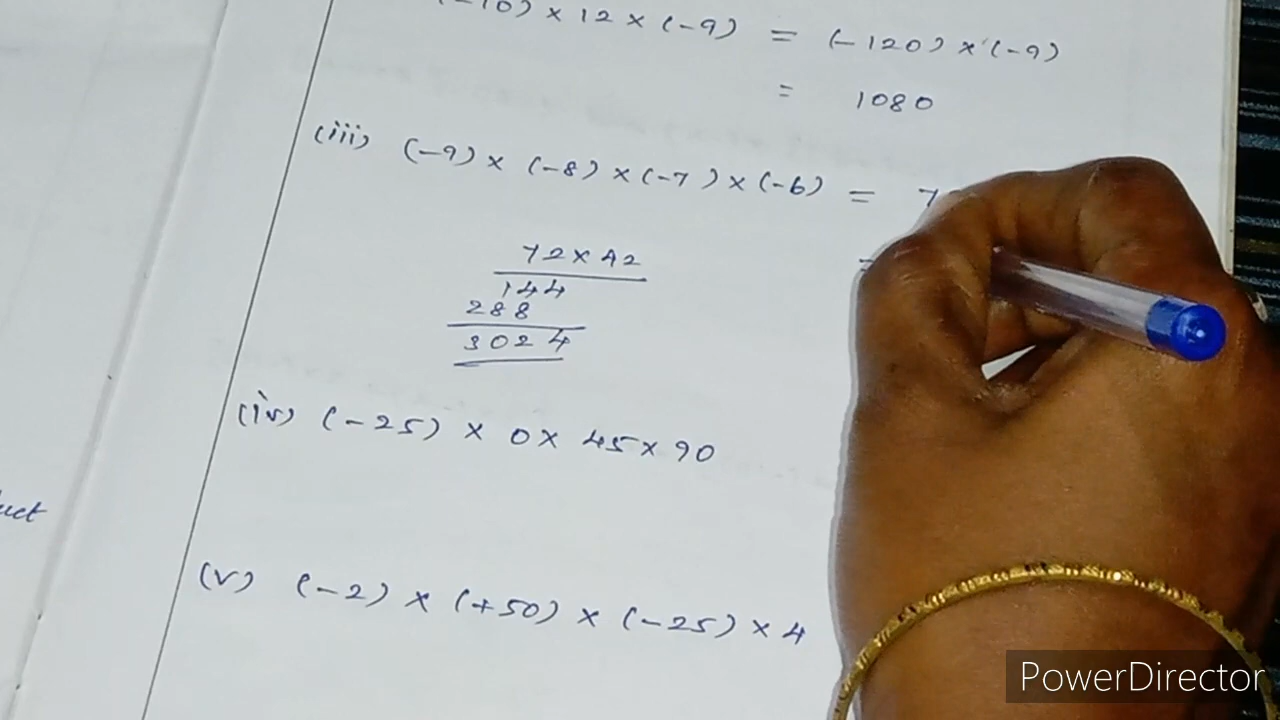 -10) × 12 × (-9) = (-120) × (-9)
= 1080
(iii) (-9) × (-8) × (-7) × (-6) = 7
72 × 42 =
144
288
3024
(iv) (-25) × 0 × 45 × 90
uct
(v) (-2) × (+50) × (-25) × 4
PowerDirector